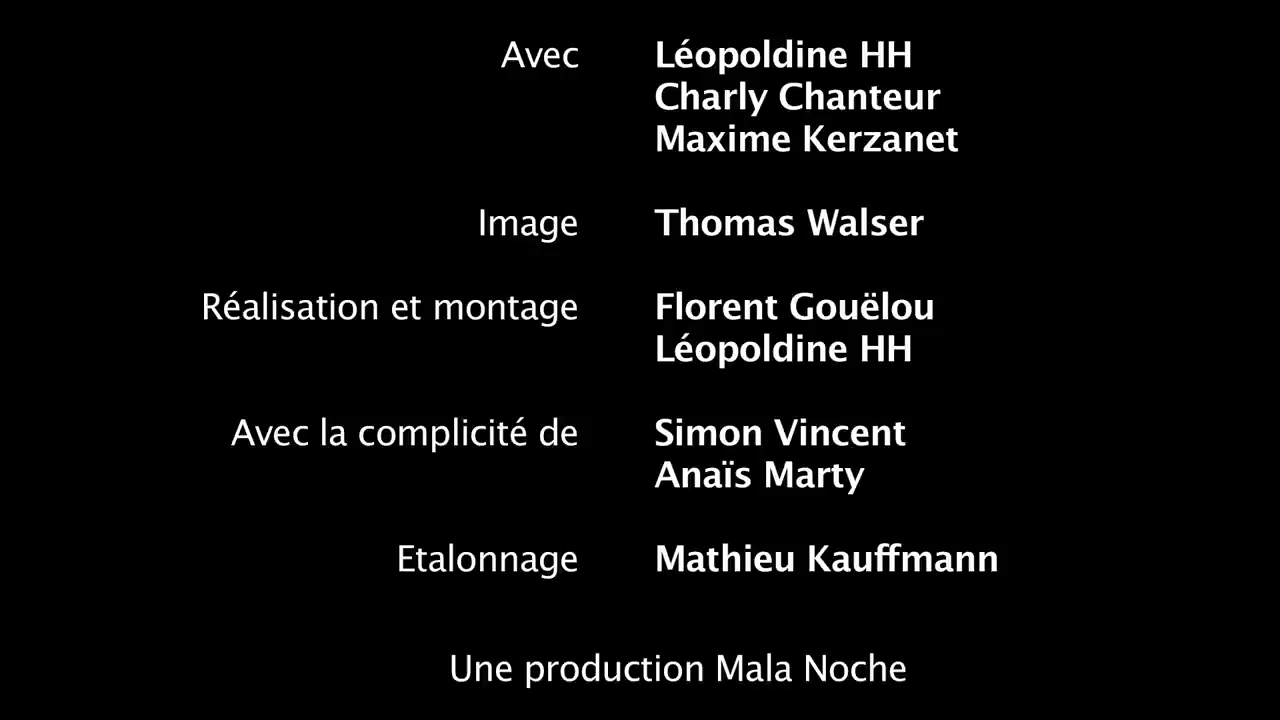 Avec Léopoldine HH
Charly Chanteur
Maxime Kerzanet
Image Thomas Walser
Réalisation et montage Florent Gouëlou
Léopoldine HH
Avec la complicité de Simon Vincent
Anaïs Marty
Etalonnage Mathieu Kauffmann
Une production Mala Noche